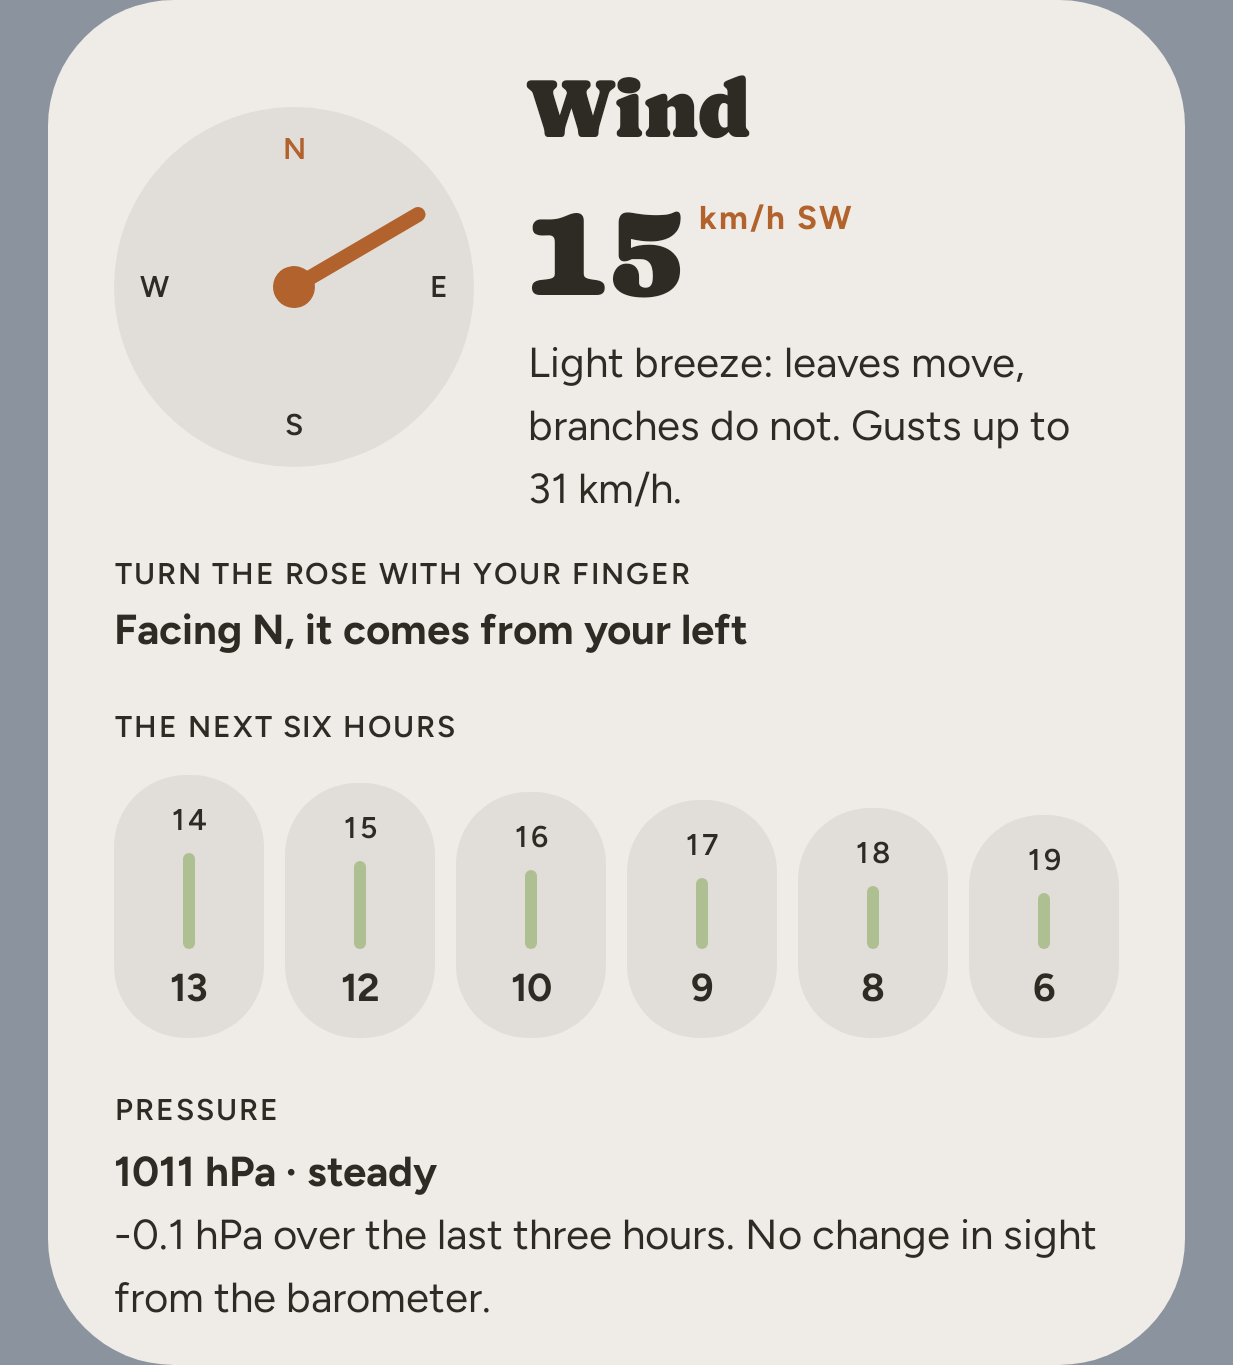 N
W
E
S
Wind
15 km/h SW
Light breeze: leaves move,
branches do not. Gusts up to
31 km/h.
TURN THE ROSE WITH YOUR FINGER
Facing N, it comes from your left
THE NEXT SIX HOURS
14 15 16 17 18 19
13 12 10 9 8 6
PRESSURE
1011 hPa · steady
-0.1 hPa over the last three hours. No change in sight
from the barometer.